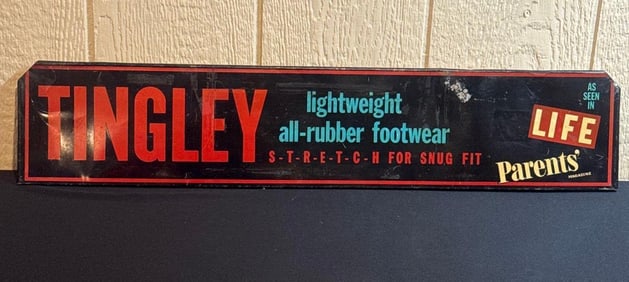 TINGLEY
lightweight
all-rubber footwear
S-T-R-E-T-C-H FOR SNUG FIT
AS
SEEN
IN
LIFE
Parents'
MAGAZINE